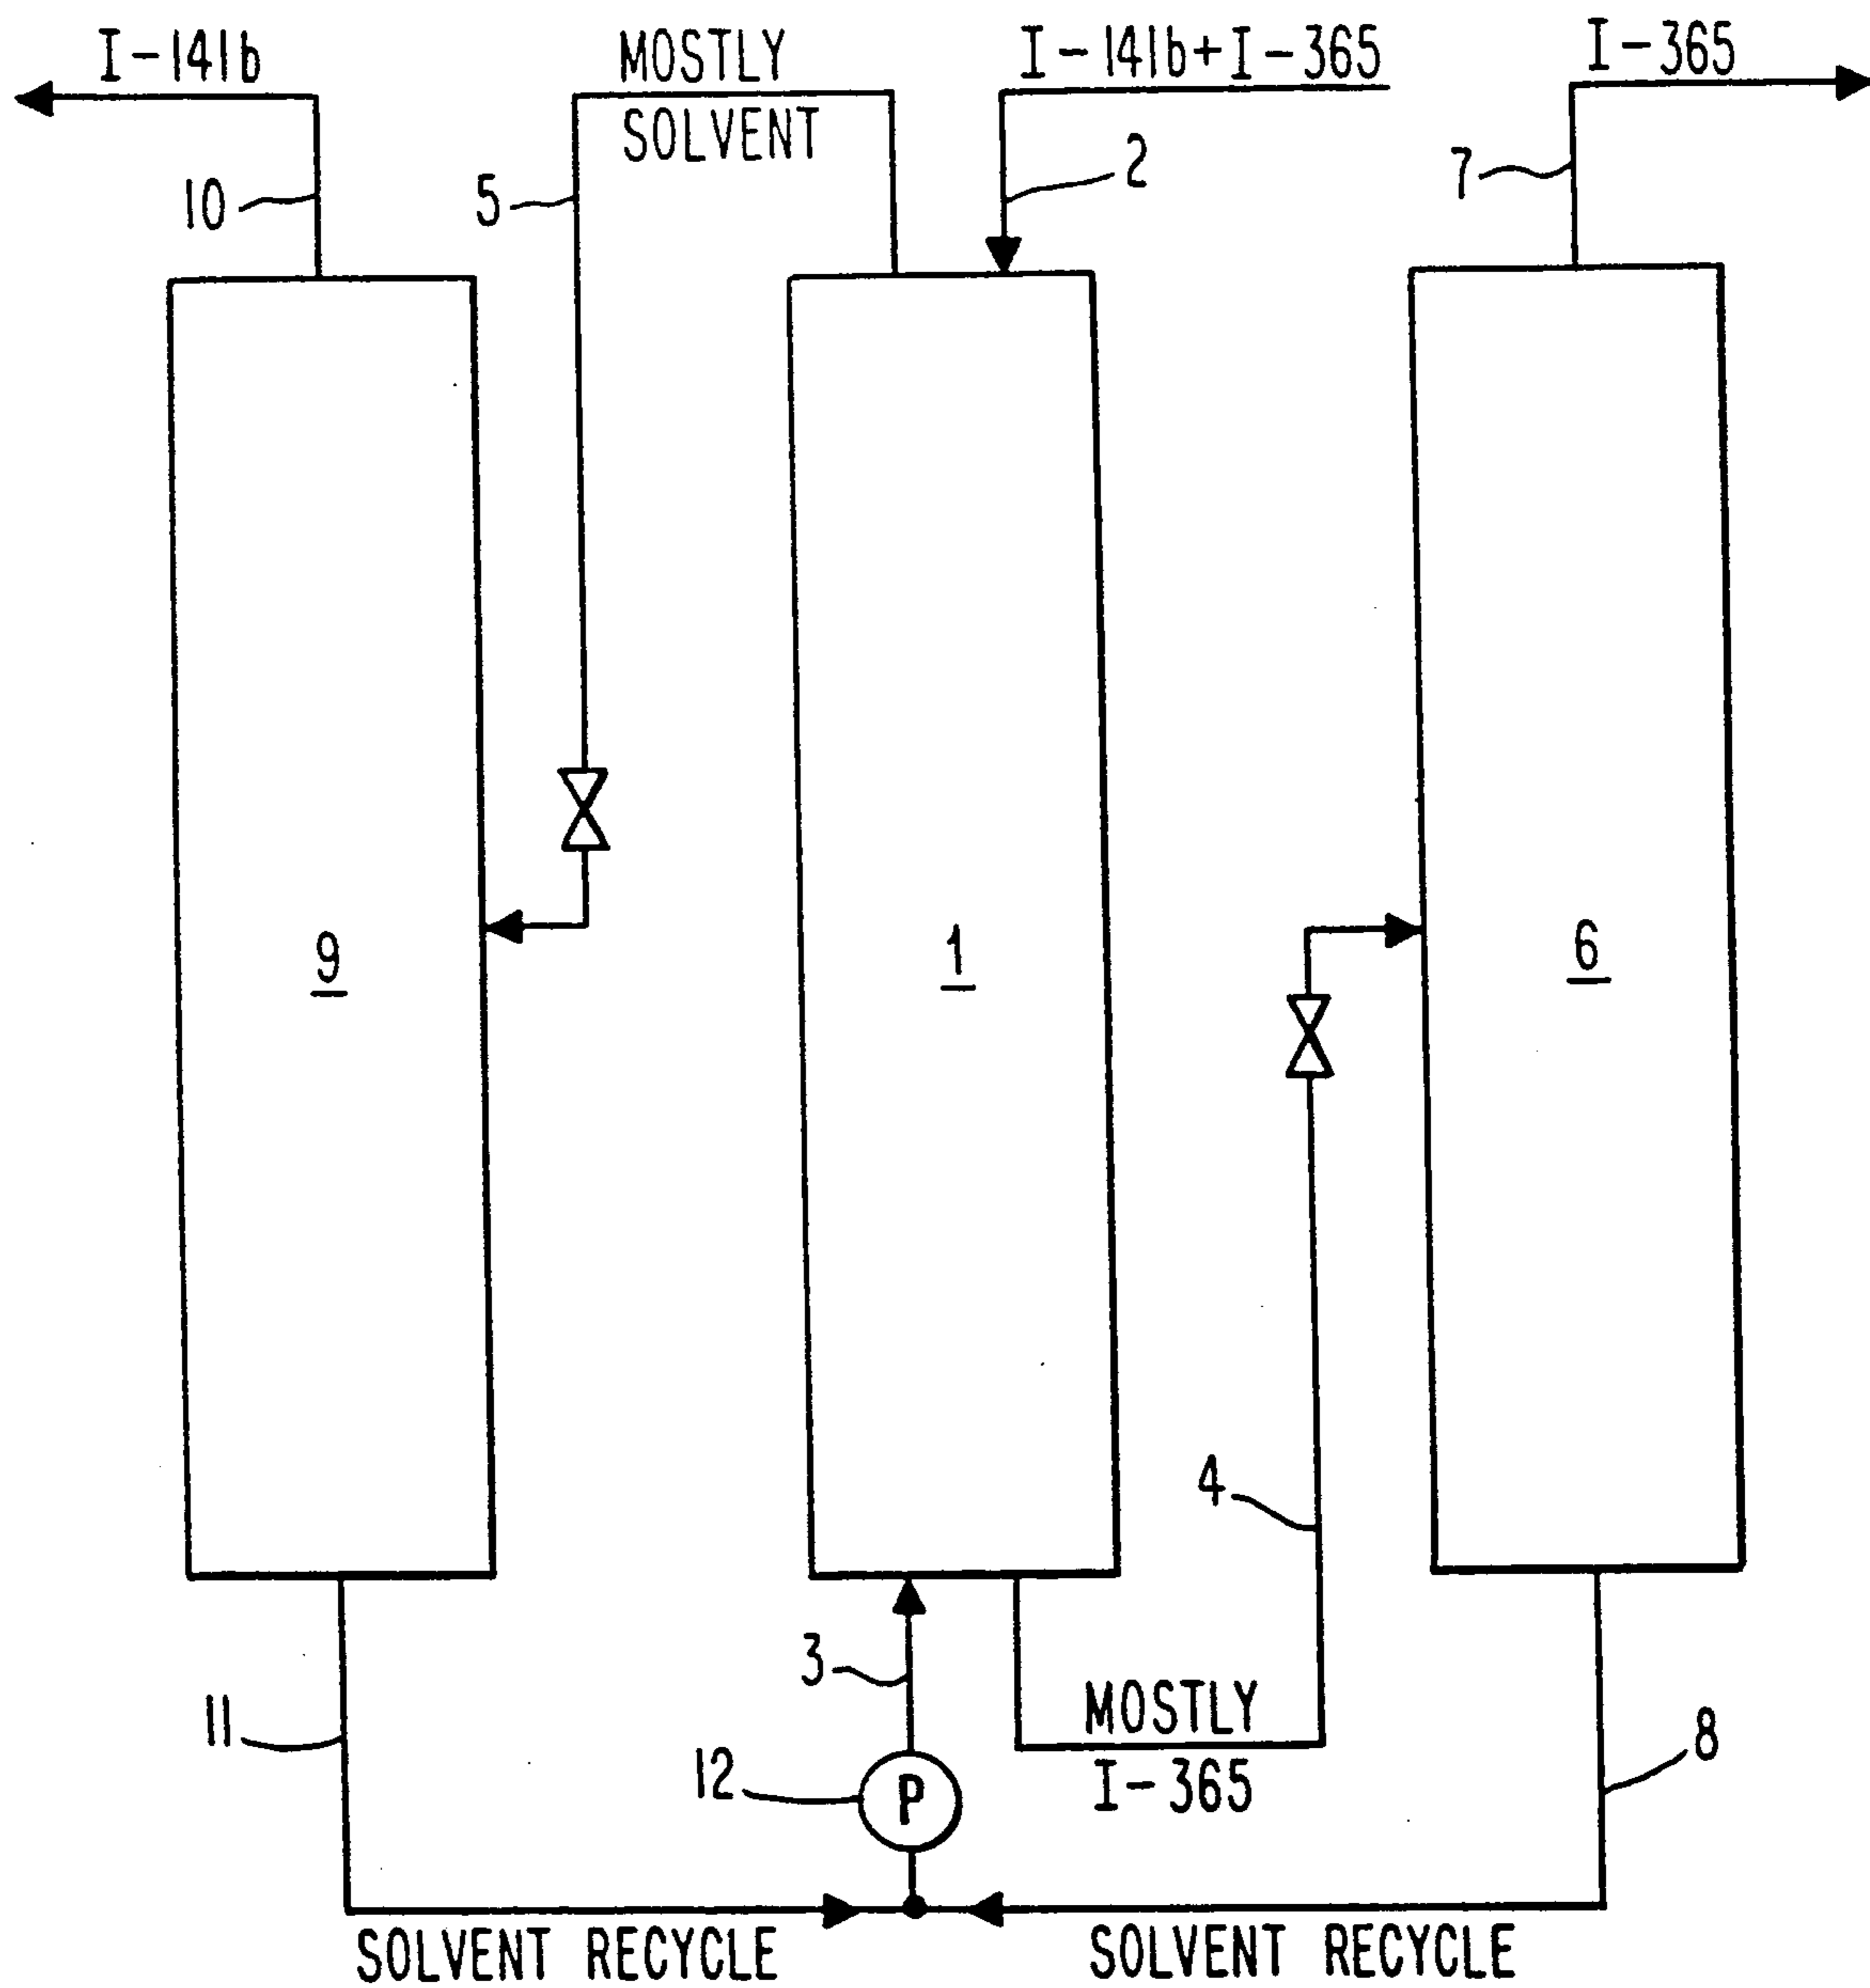 I-141b
MOSTLY
SOLVENT
I-141b+I-365
I-365
10
5
2
7
9
1
6
4
3
11
12
P
MOSTLY
I-365
8
SOLVENT RECYCLE
SOLVENT RECYCLE